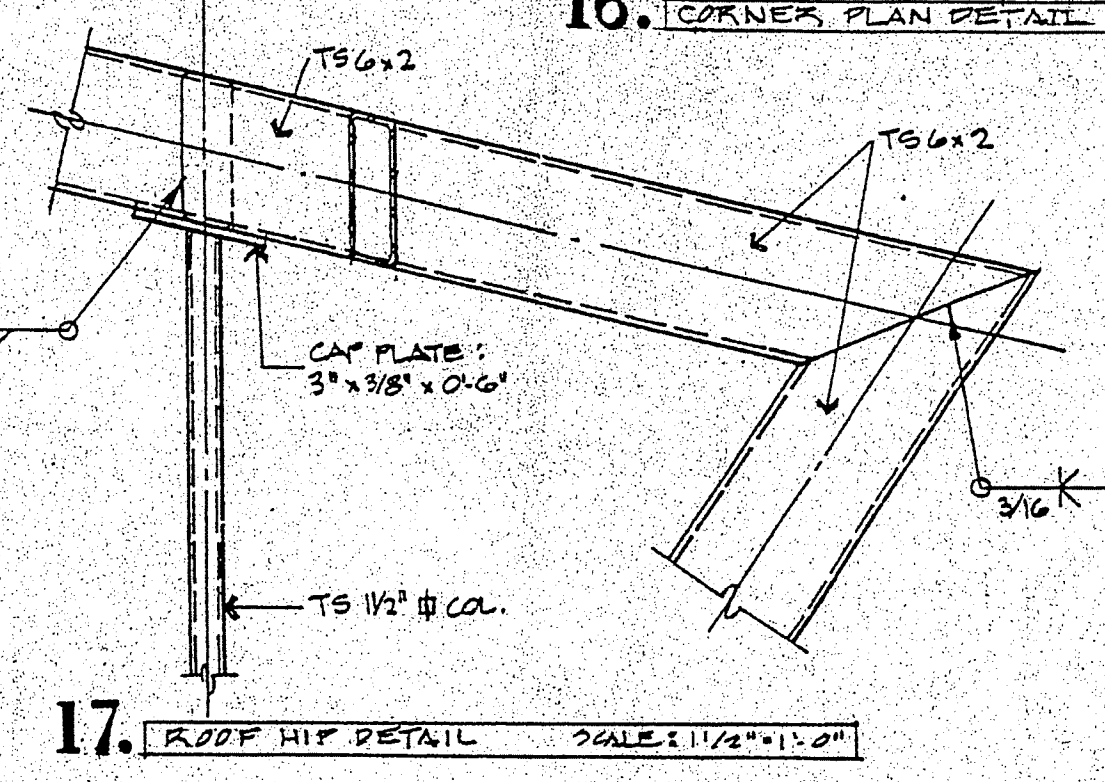 16. CORNER PLAN DETAIL
TS 6x2
TS 6x2
CAP PLATE:
3" x 3/8" x 0'-6"
3/16
TS 1 1/2" ⌷ COL.
17. ROOF HIP DETAIL SCALE: 1 1/2" = 1'-0"